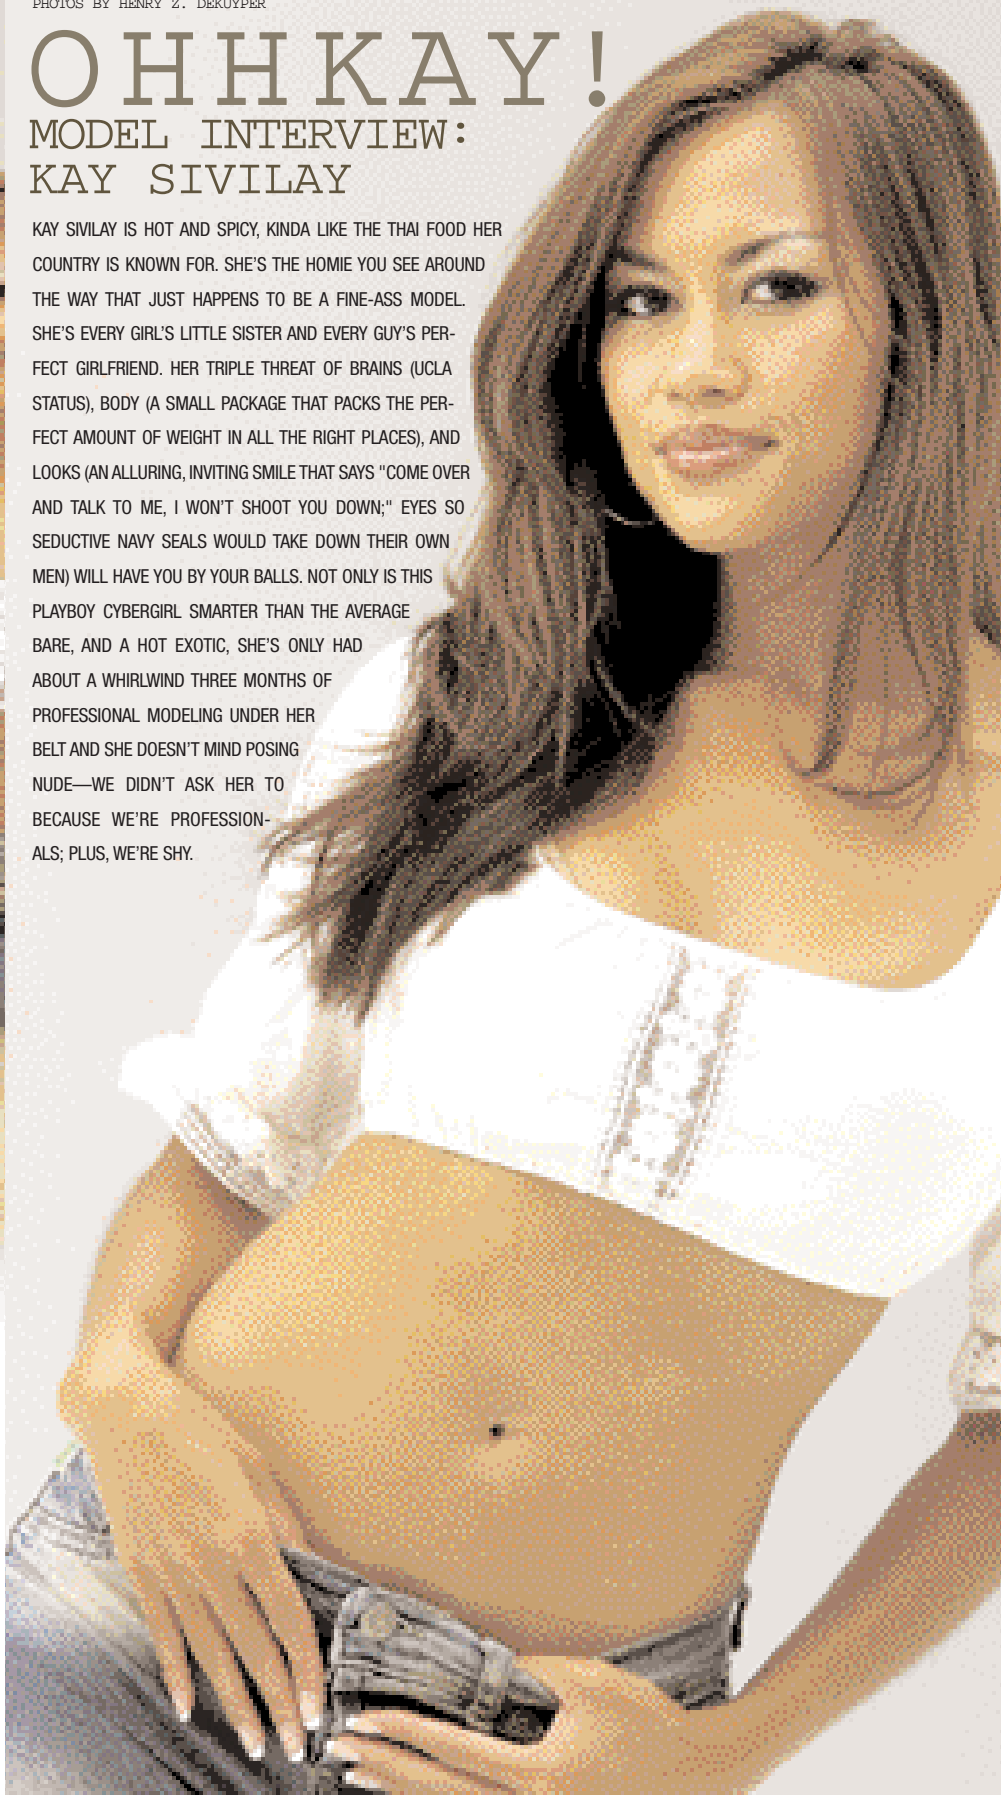 PHOTOS BY HENRY Z. DEKUYPER
OHHKAY!
MODEL INTERVIEW:
KAY SIVILAY
KAY SIVILAY IS HOT AND SPICY, KINDA LIKE THE THAI FOOD HER
COUNTRY IS KNOWN FOR. SHE'S THE HOMIE YOU SEE AROUND
THE WAY THAT JUST HAPPENS TO BE A FINE-ASS MODEL.
SHE'S EVERY GIRL'S LITTLE SISTER AND EVERY GUY'S PER-
FECT GIRLFRIEND. HER TRIPLE THREAT OF BRAINS (UCLA
STATUS), BODY (A SMALL PACKAGE THAT PACKS THE PER-
FECT AMOUNT OF WEIGHT IN ALL THE RIGHT PLACES), AND
LOOKS (AN ALLURING, INVITING SMILE THAT SAYS "COME OVER
AND TALK TO ME, I WON'T SHOOT YOU DOWN;" EYES SO
SEDUCTIVE NAVY SEALS WOULD TAKE DOWN THEIR OWN
MEN) WILL HAVE YOU BY YOUR BALLS. NOT ONLY IS THIS
PLAYBOY CYBERGIRL SMARTER THAN THE AVERAGE
BARE, AND A HOT EXOTIC, SHE'S ONLY HAD
ABOUT A WHIRLWIND THREE MONTHS OF
PROFESSIONAL MODELING UNDER HER
BELT AND SHE DOESN'T MIND POSING
NUDE—WE DIDN'T ASK HER TO
BECAUSE WE'RE PROFESSION-
ALS; PLUS, WE'RE SHY.